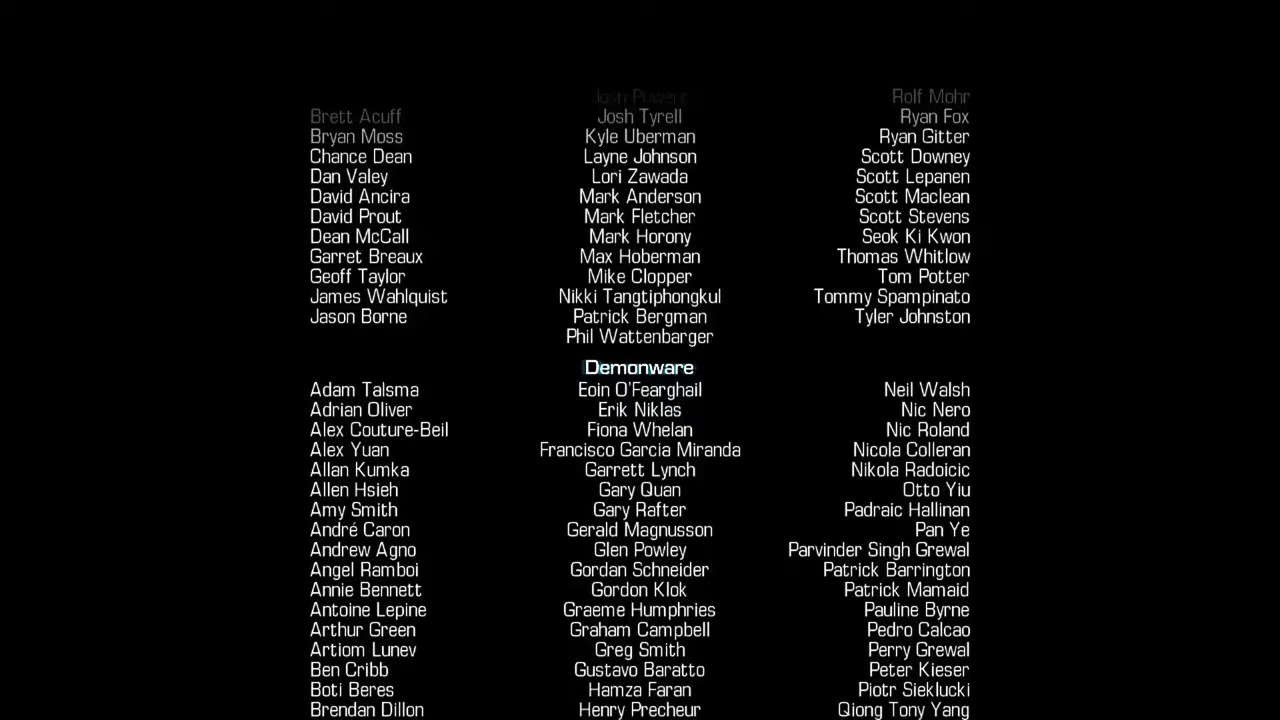 Josh Powers Rolf Mohr
Brett Acuff Josh Tyrell Ryan Fox
Bryan Moss Kyle Uberman Ryan Gitter
Chance Dean Layne Johnson Scott Downey
Dan Valey Lori Zawada Scott Lepanen
David Ancira Mark Anderson Scott Maclean
David Prout Mark Fletcher Scott Stevens
Dean McCall Mark Horony Seok Ki Kwon
Garret Breaux Max Hoberman Thomas Whitlow
Geoff Taylor Mike Clopper Tom Potter
James Wahlquist Nikki Tangtiphongkul Tommy Spampinato
Jason Borne Patrick Bergman Tyler Johnston
Phil Wattenbarger
Demonware
Adam Talsma Eoin O'Fearghail Neil Walsh
Adrian Oliver Erik Niklas Nic Nero
Alex Couture-Beil Fiona Whelan Nic Roland
Alex Yuan Francisco Garcia Miranda Nicola Colleran
Allan Kumka Garrett Lynch Nikola Radoicic
Allen Hsieh Gary Quan Otto Yiu
Amy Smith Gary Rafter Padraic Hallinan
André Caron Gerald Magnusson Pan Ye
Andrew Agno Glen Powley Parvinder Singh Grewal
Angel Ramboi Gordan Schneider Patrick Barrington
Annie Bennett Gordon Klok Patrick Mamaid
Antoine Lepine Graeme Humphries Pauline Byrne
Arthur Green Graham Campbell Pedro Calcao
Artiom Lunev Greg Smith Perry Grewal
Ben Cribb Gustavo Baratto Peter Kieser
Boti Beres Hamza Faran Piotr Sieklucki
Brendan Dillon Henry Precheur Qiong Tony Yang